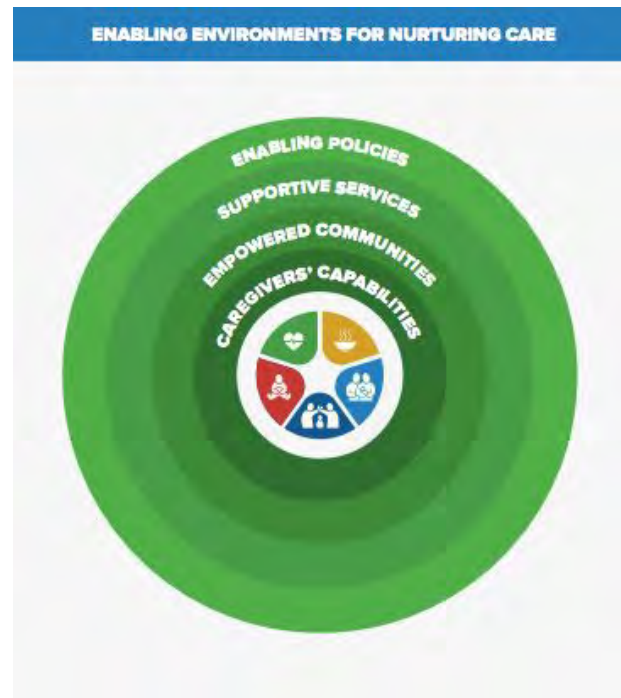 ENABLING ENVIRONMENTS FOR NURTURING CARE
ENABLING POLICIES
SUPPORTIVE SERVICES
EMPOWERED COMMUNITIES
CAREGIVERS’ CAPABILITIES